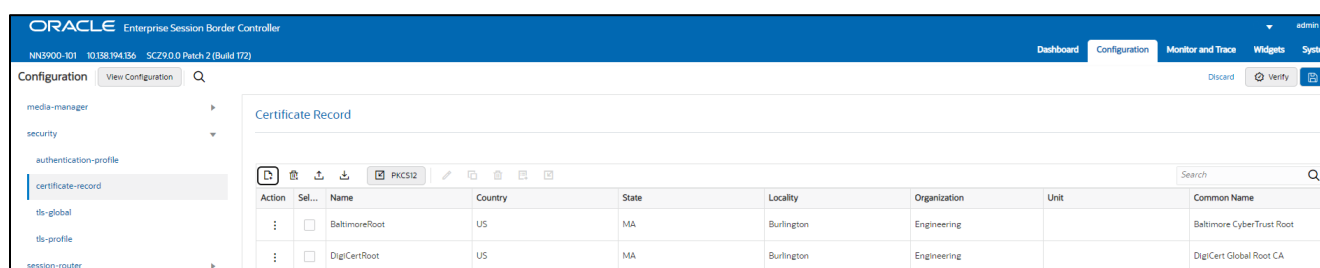 ORACLE Enterprise Session Border Controller
admin
NN3900-101 10.138.194.136 SCZ9.0.0 Patch 2 (Build 172)
Dashboard Configuration Monitor and Trace Widgets Syst
Configuration View Configuration Discard Verify
media-manager
Certificate Record
security
authentication-profile
PKCS12 Search
certificate-record
Action Sel... Name Country State Locality Organization Unit Common Name
tls-global
BaltimoreRoot US MA Burlington Engineering Baltimore CyberTrust Root
tls-profile
DigiCertRoot US MA Burlington Engineering DigiCert Global Root CA
session-router